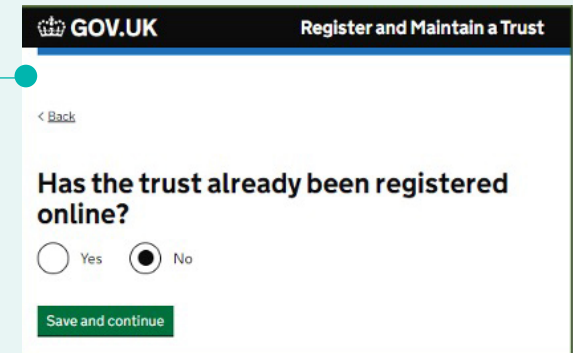 GOV.UK Register and Maintain a Trust
< Back
Has the trust already been registered
online?
Yes No
Save and continue